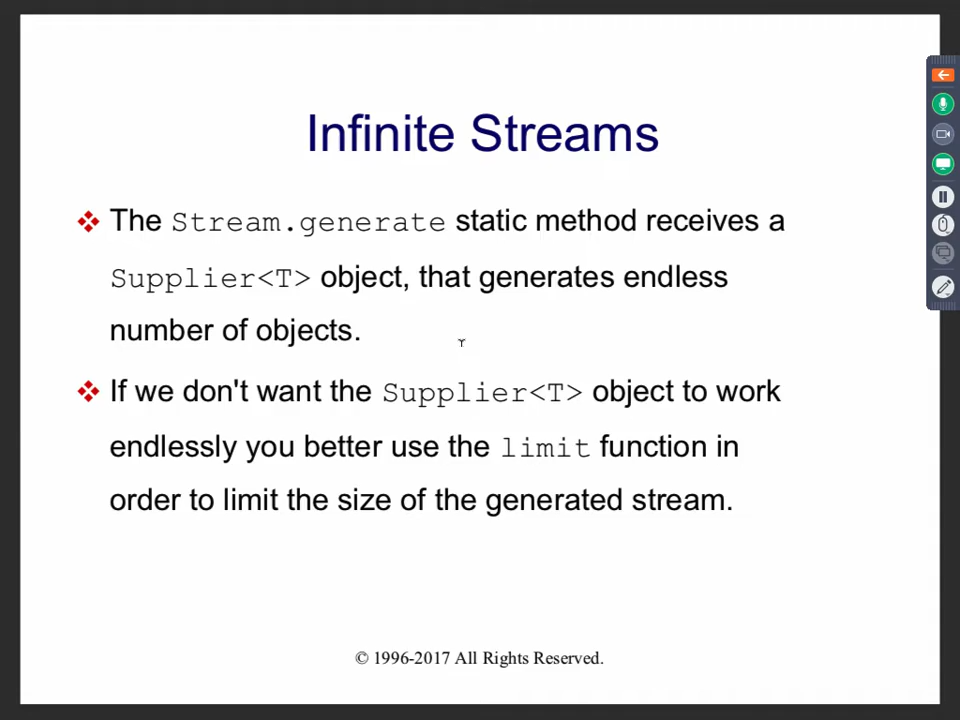 Infinite Streams
The Stream.generate static method receives a
Supplier<T> object, that generates endless
number of objects.
If we don't want the Supplier<T> object to work
endlessly you better use the limit function in
order to limit the size of the generated stream.
© 1996-2017 All Rights Reserved.